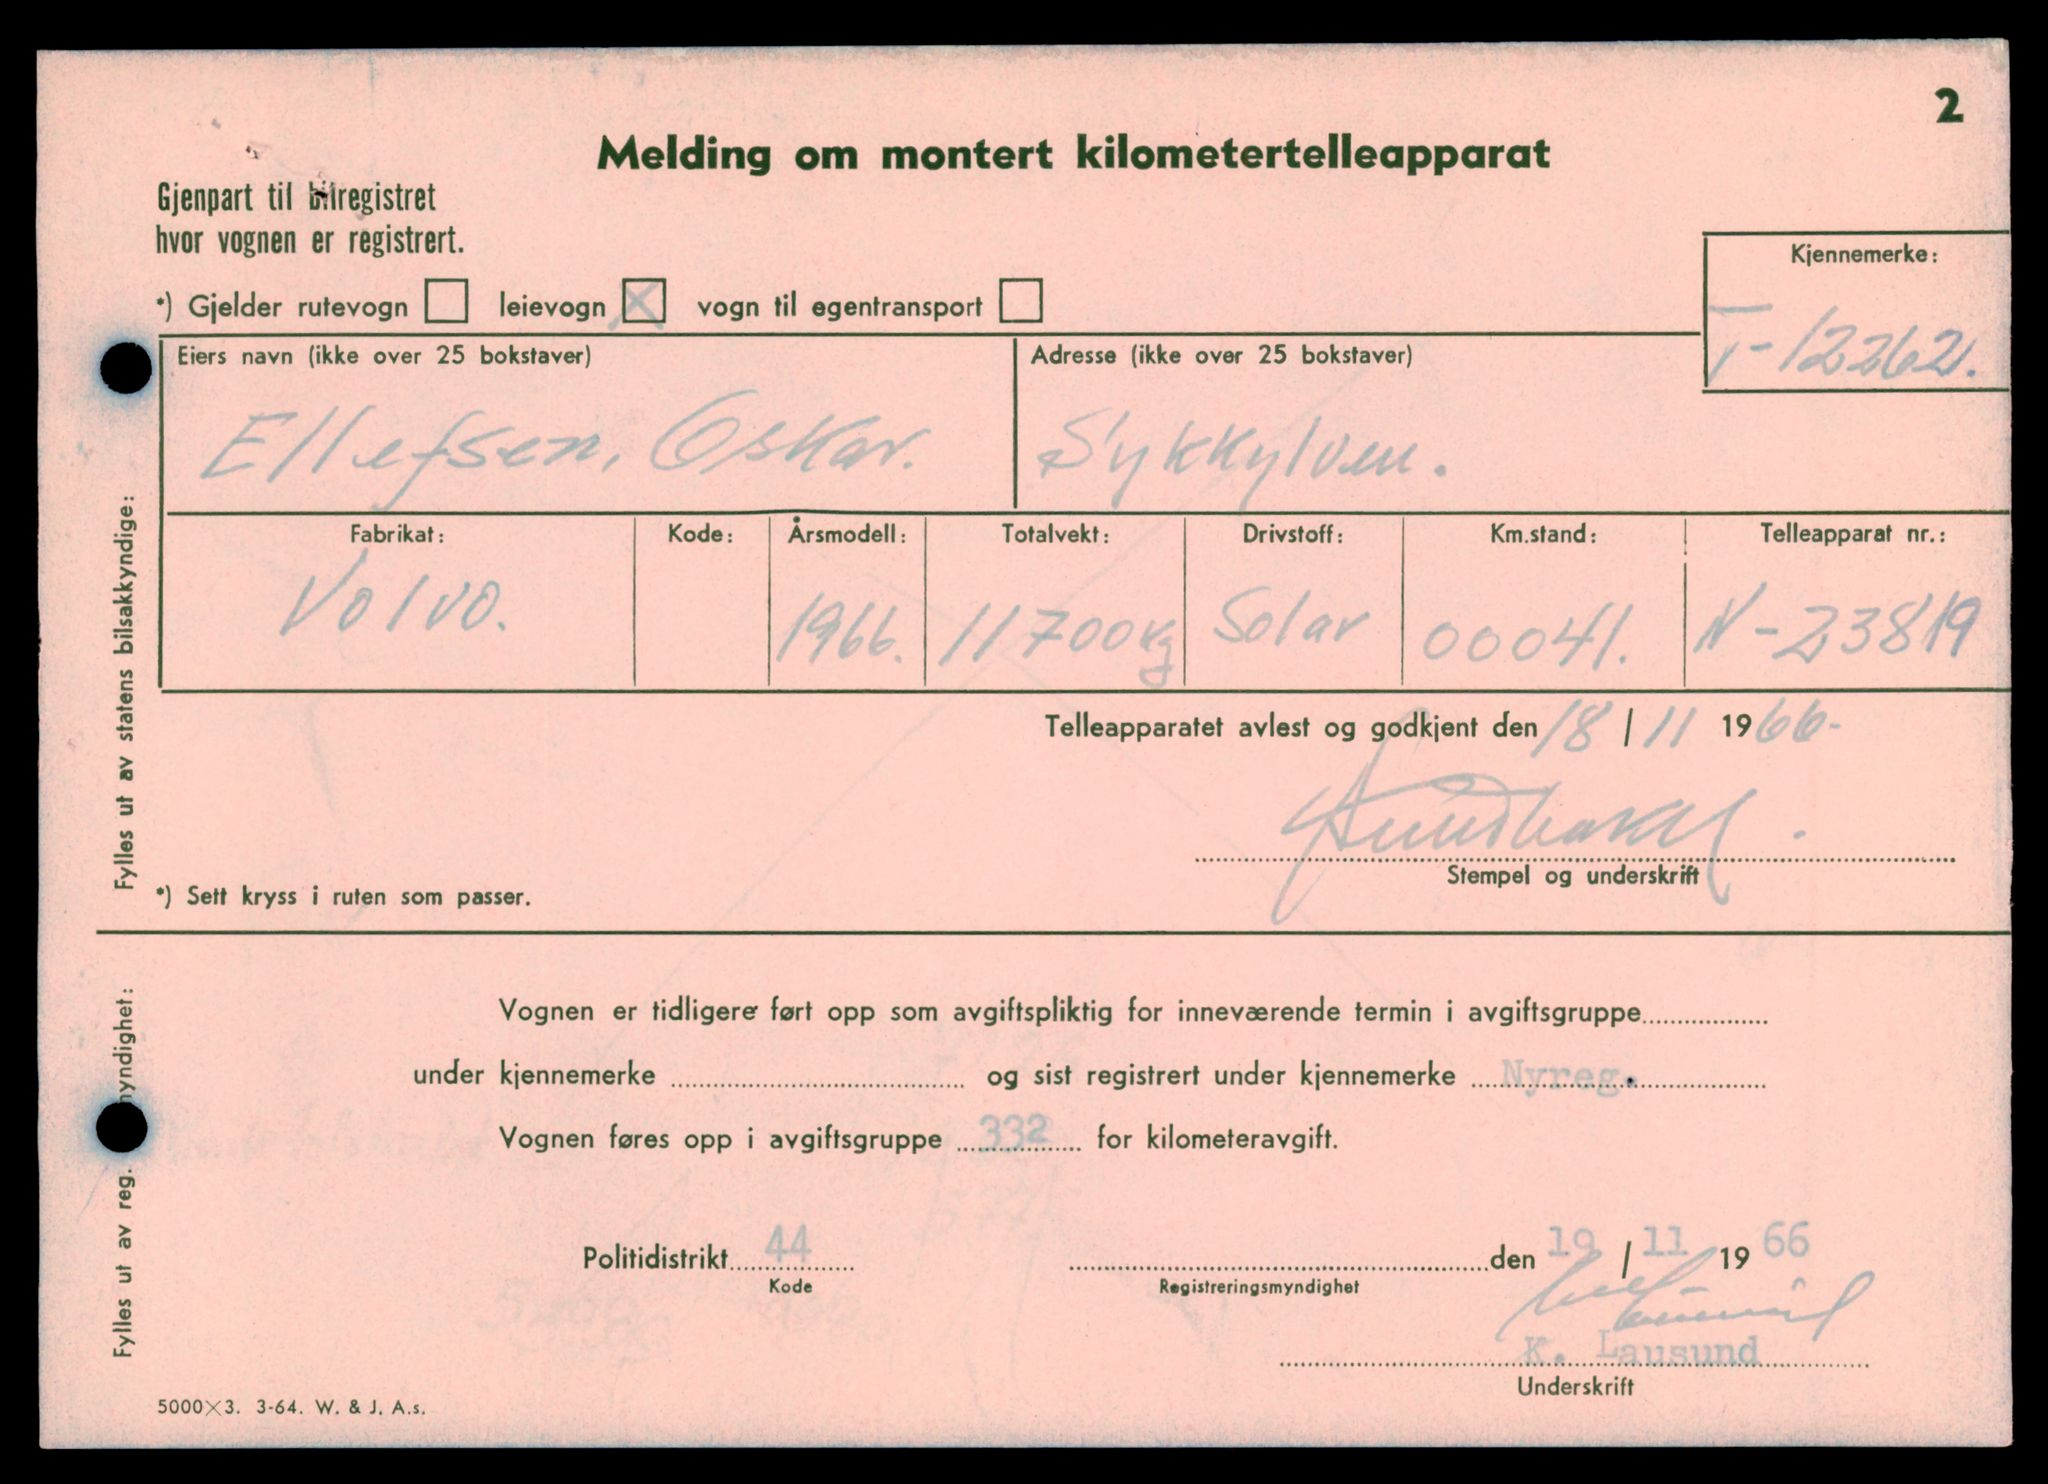 2
Melding om montert kilometertelleapparat
Gjenpart til bilregistret
hvor vognen er registrert.
Kjennemerke:
T-12262.
*) Gjelder rutevogn leievogn X vogn til egentransport
Eiers navn (ikke over 25 bokstaver) Adresse (ikke over 25 bokstaver)
Ellefsen, Oskar. Sykkylven.
Fabrikat: Kode: Årsmodell: Totalvekt: Drivstoff: Km.stand: Telleapparat nr.:
Volvo. 1966. 11700kg Solar 00041. N-23819
Telleapparatet avlest og godkjent den 18 / 11 1966-
Stempel og underskrift
*) Sett kryss i ruten som passer.
Fylles ut av statens bilsakkyndige:
Vognen er tidligere ført opp som avgiftspliktig for inneværende termin i avgiftsgruppe
under kjennemerke og sist registrert under kjennemerke Nyreg.
Vognen føres opp i avgiftsgruppe 332 for kilometeravgift.
Politidistrikt 44 den 19 / 11 1966
Kode Registreringsmyndighet
K. Lausund
Underskrift
Fylles ut av reg. myndighet:
5000×3. 3-64. W. & J. A.s.